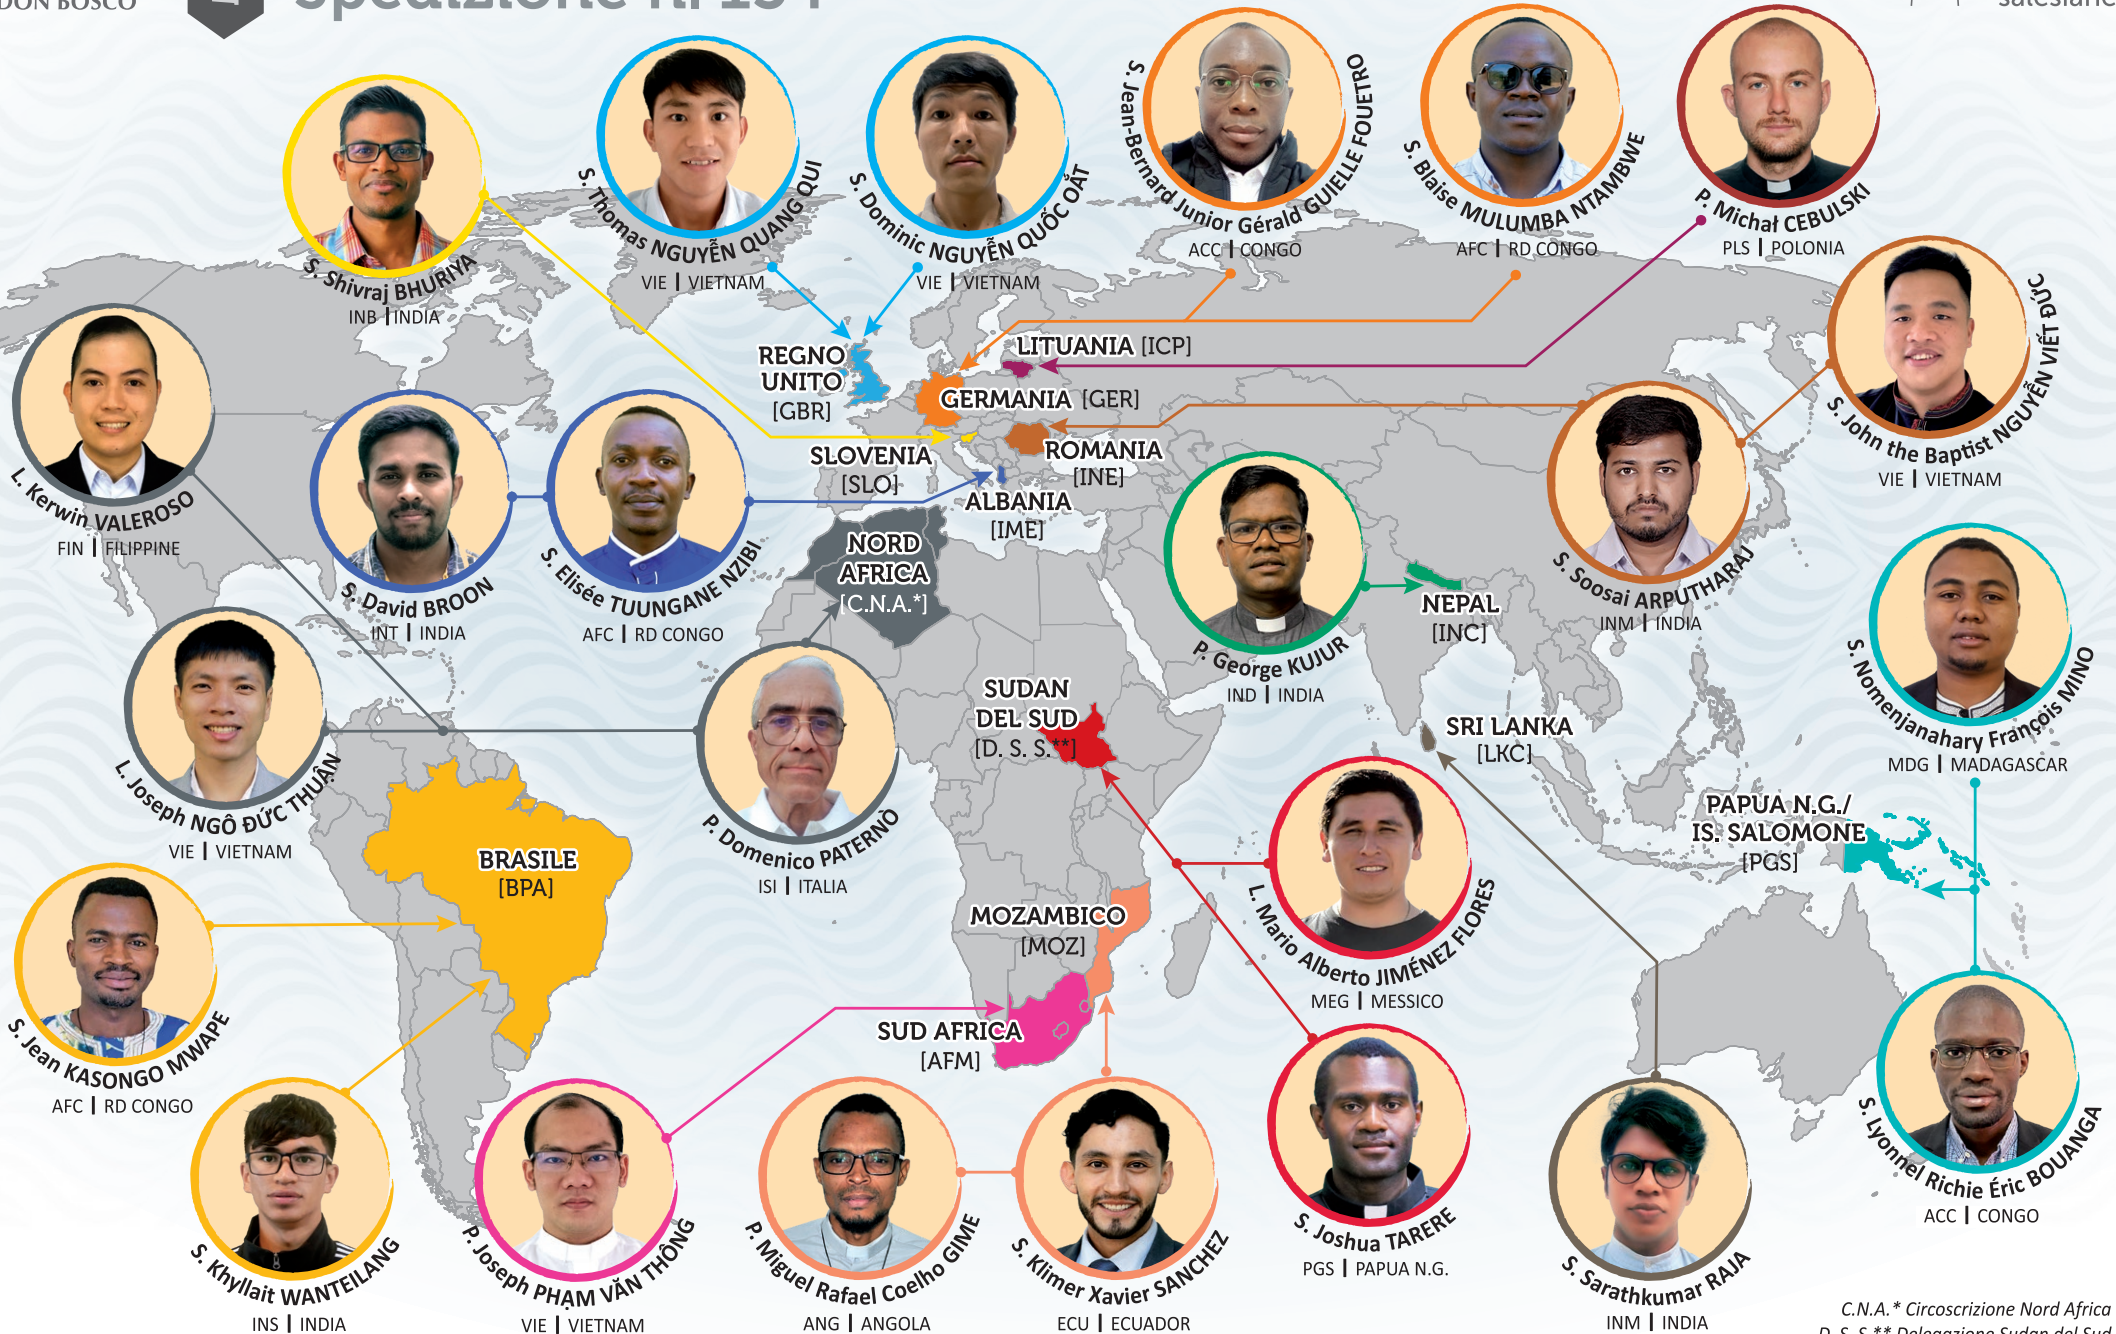 DON BOSCO
Spedizione n. 154
salesiane
S. Shivraj BHURIYA
INB | INDIA
S. Thomas NGUYỄN QUANG QUI
VIE | VIETNAM
S. Dominic NGUYỄN QUỐC OẮT
VIE | VIETNAM
S. Jean-Bernard Junior Gérald GUIELLE FOUETRO
ACC | CONGO
S. Blaise MULUMBA NTAMBWE
AFC | RD CONGO
P. Michał CEBULSKI
PLS | POLONIA
S. John the Baptist NGUYỄN VIẾT ĐỨC
VIE | VIETNAM
REGNO
UNITO
[GBR]
LITUANIA [ICP]
GERMANIA [GER]
SLOVENIA
[SLO]
ROMANIA
[INE]
ALBANIA
[IME]
L. Kerwin VALEROSO
FIN | FILIPPINE
S. David BROON
INT | INDIA
S. Elisée TUUNGANE NZIBI
AFC | RD CONGO
NORD
AFRICA
[C.N.A.*]
P. George KUJUR
IND | INDIA
NEPAL
[INC]
S. Soosai ARPUTHARAJ
INM | INDIA
S. Nomenjanahary François MINO
MDG | MADAGASCAR
L. Joseph NGÔ ĐỨC THUẬN
VIE | VIETNAM
P. Domenico PATERNÒ
ISI | ITALIA
SUDAN
DEL SUD
[D. S. S.**]
SRI LANKA
[LKC]
PAPUA N.G./
IS. SALOMONE
[PGS]
BRASILE
[BPA]
MOZAMBICO
[MOZ]
L. Mario Alberto JIMÉNEZ FLORES
MEG | MESSICO
SUD AFRICA
[AFM]
S. Jean KASONGO MWAPE
AFC | RD CONGO
S. Khyllait WANTEILANG
INS | INDIA
P. Joseph PHẠM VĂN THÔNG
VIE | VIETNAM
P. Miguel Rafael Coelho GIME
ANG | ANGOLA
S. Klimer Xavier SANCHEZ
ECU | ECUADOR
S. Joshua TARERE
PGS | PAPUA N.G.
S. Sarathkumar RAJA
INM | INDIA
S. Lyonnel Richie Éric BOUANGA
ACC | CONGO
C.N.A.* Circoscrizione Nord Africa
D. S. S.** Delegazione Sudan del Sud